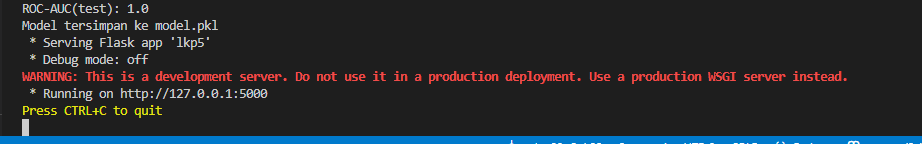 ROC-AUC(test): 1.0
Model tersimpan ke model.pkl
 * Serving Flask app 'lkp5'
 * Debug mode: off
WARNING: This is a development server. Do not use it in a production deployment. Use a production WSGI server instead.
 * Running on http://127.0.0.1:5000
Press CTRL+C to quit